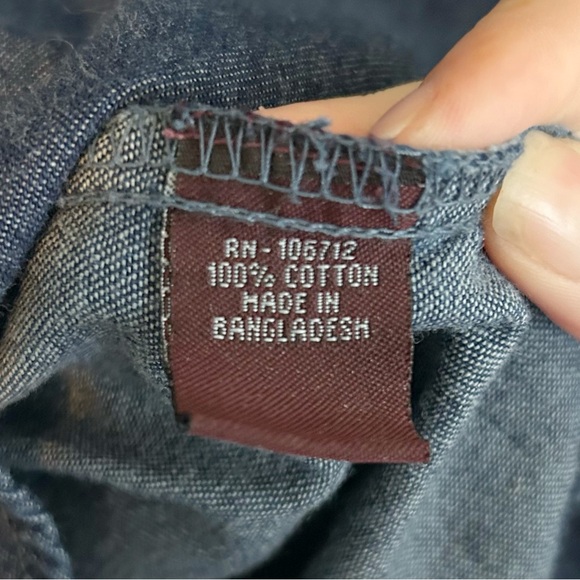 RN-106712
100% COTTON
MADE IN
BANGLADESH